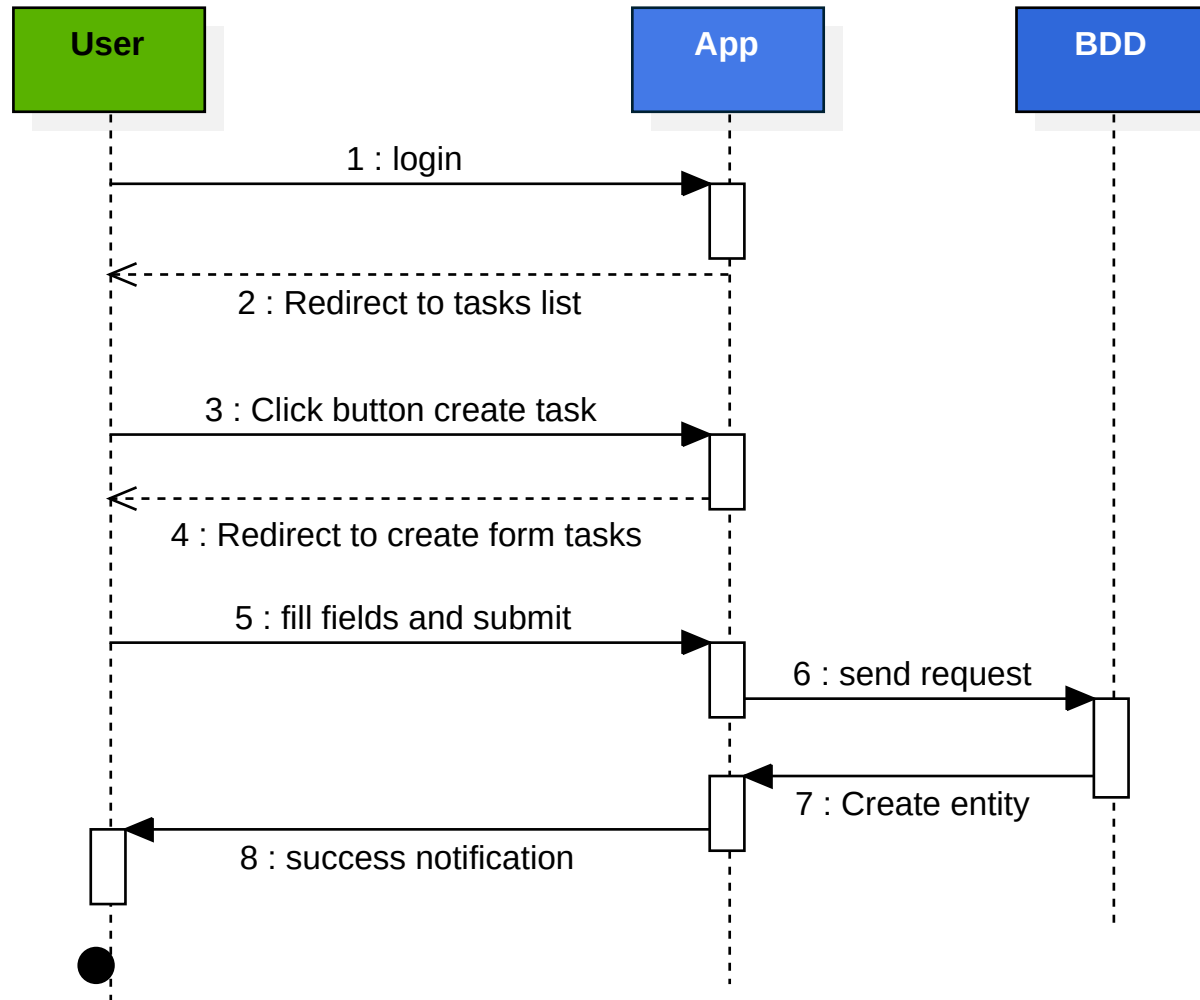 User
App
BDD
1 : login
2 : Redirect to tasks list
3 : Click button create task
4 : Redirect to create form tasks
5 : fill fields and submit
6 : send request
7 : Create entity
8 : success notification